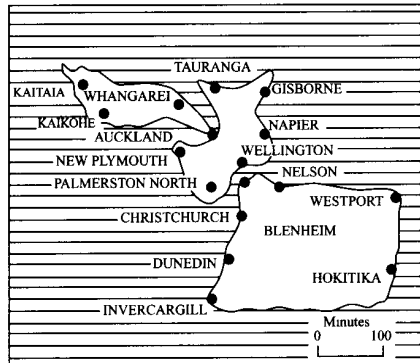 TAURANGA
KAITAIA
WHANGAREI
GISBORNE
KAIKOHE
AUCKLAND
NAPIER
NEW PLYMOUTH
WELLINGTON
PALMERSTON NORTH
NELSON
WESTPORT
CHRISTCHURCH
BLENHEIM
DUNEDIN
HOKITIKA
INVERCARGILL
Minutes
0 100